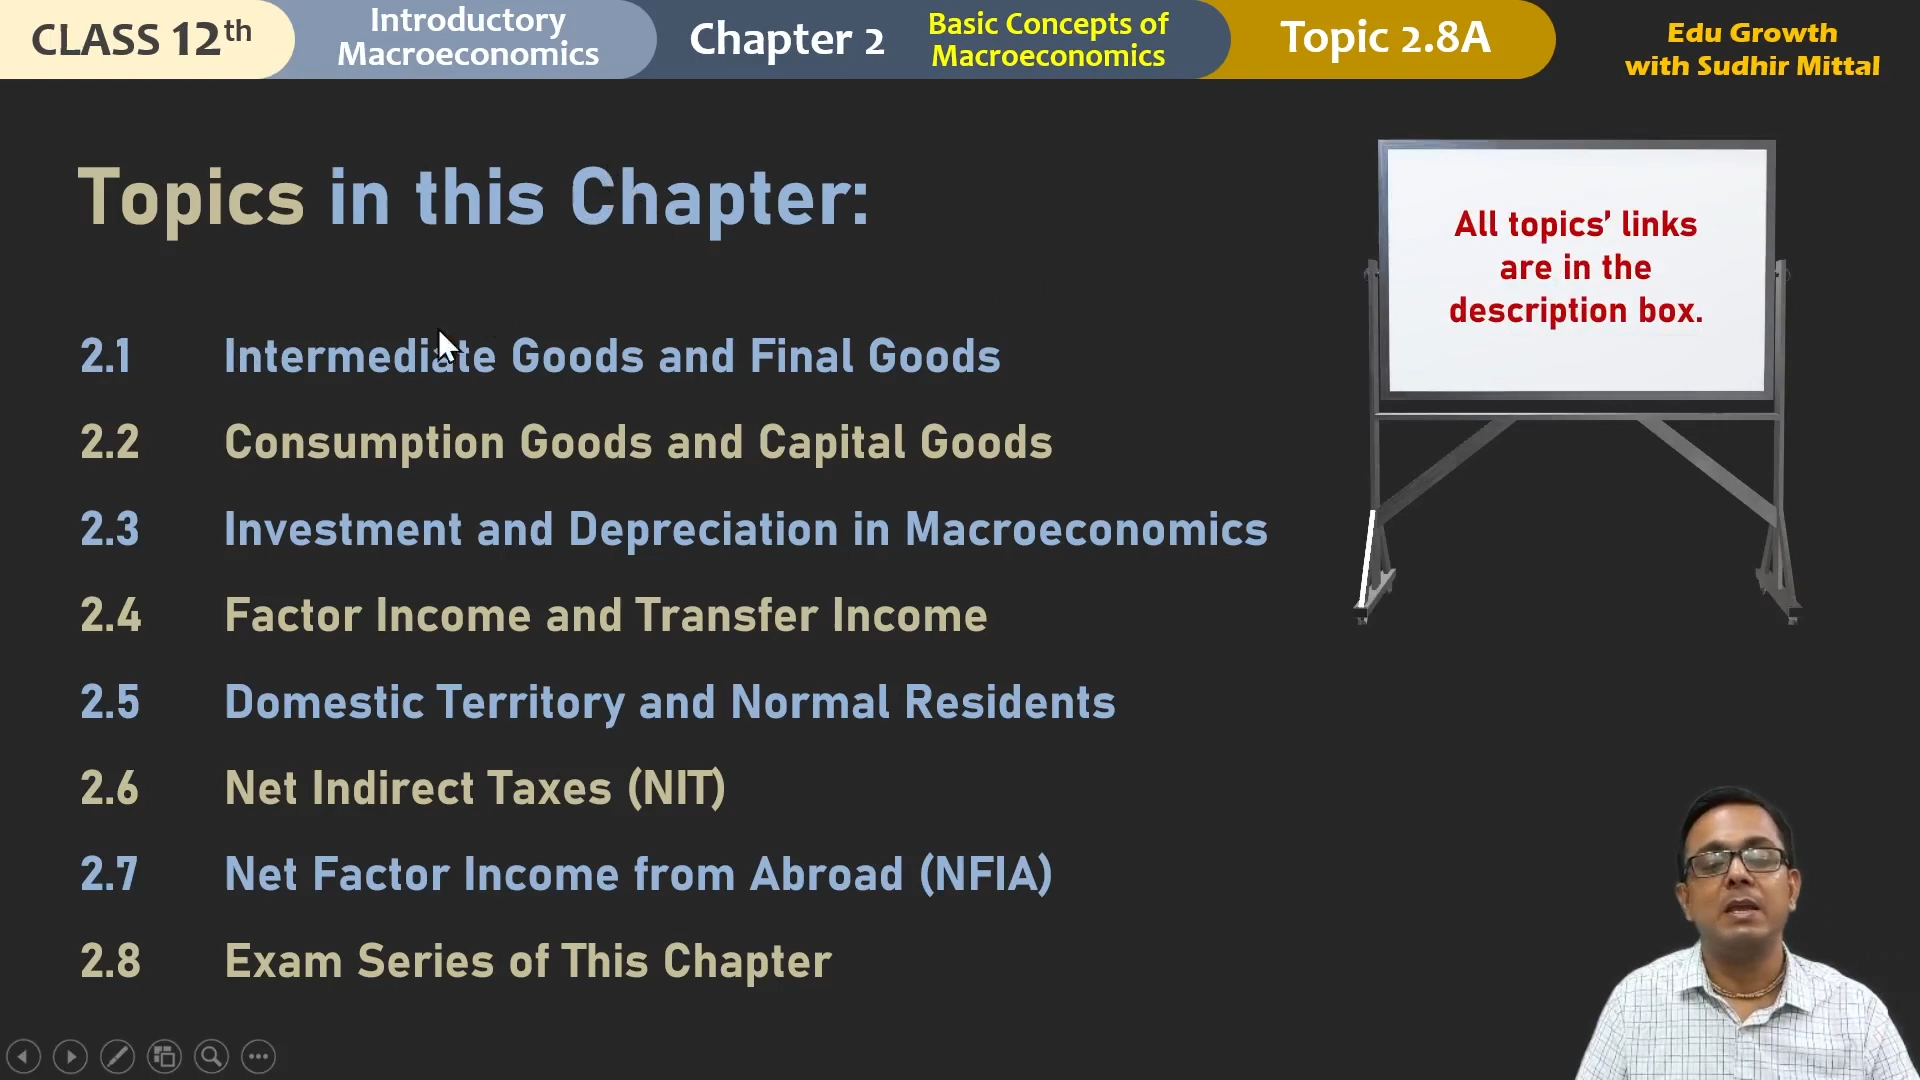 CLASS 12th
Introductory
Macroeconomics
Chapter 2
Basic Concepts of
Macroeconomics
Topic 2.8A
Edu Growth
with Sudhir Mittal
Topics in this Chapter:
All topics’ links
are in the
description box.
2.1 Intermediate Goods and Final Goods
2.2 Consumption Goods and Capital Goods
2.3 Investment and Depreciation in Macroeconomics
2.4 Factor Income and Transfer Income
2.5 Domestic Territory and Normal Residents
2.6 Net Indirect Taxes (NIT)
2.7 Net Factor Income from Abroad (NFIA)
2.8 Exam Series of This Chapter